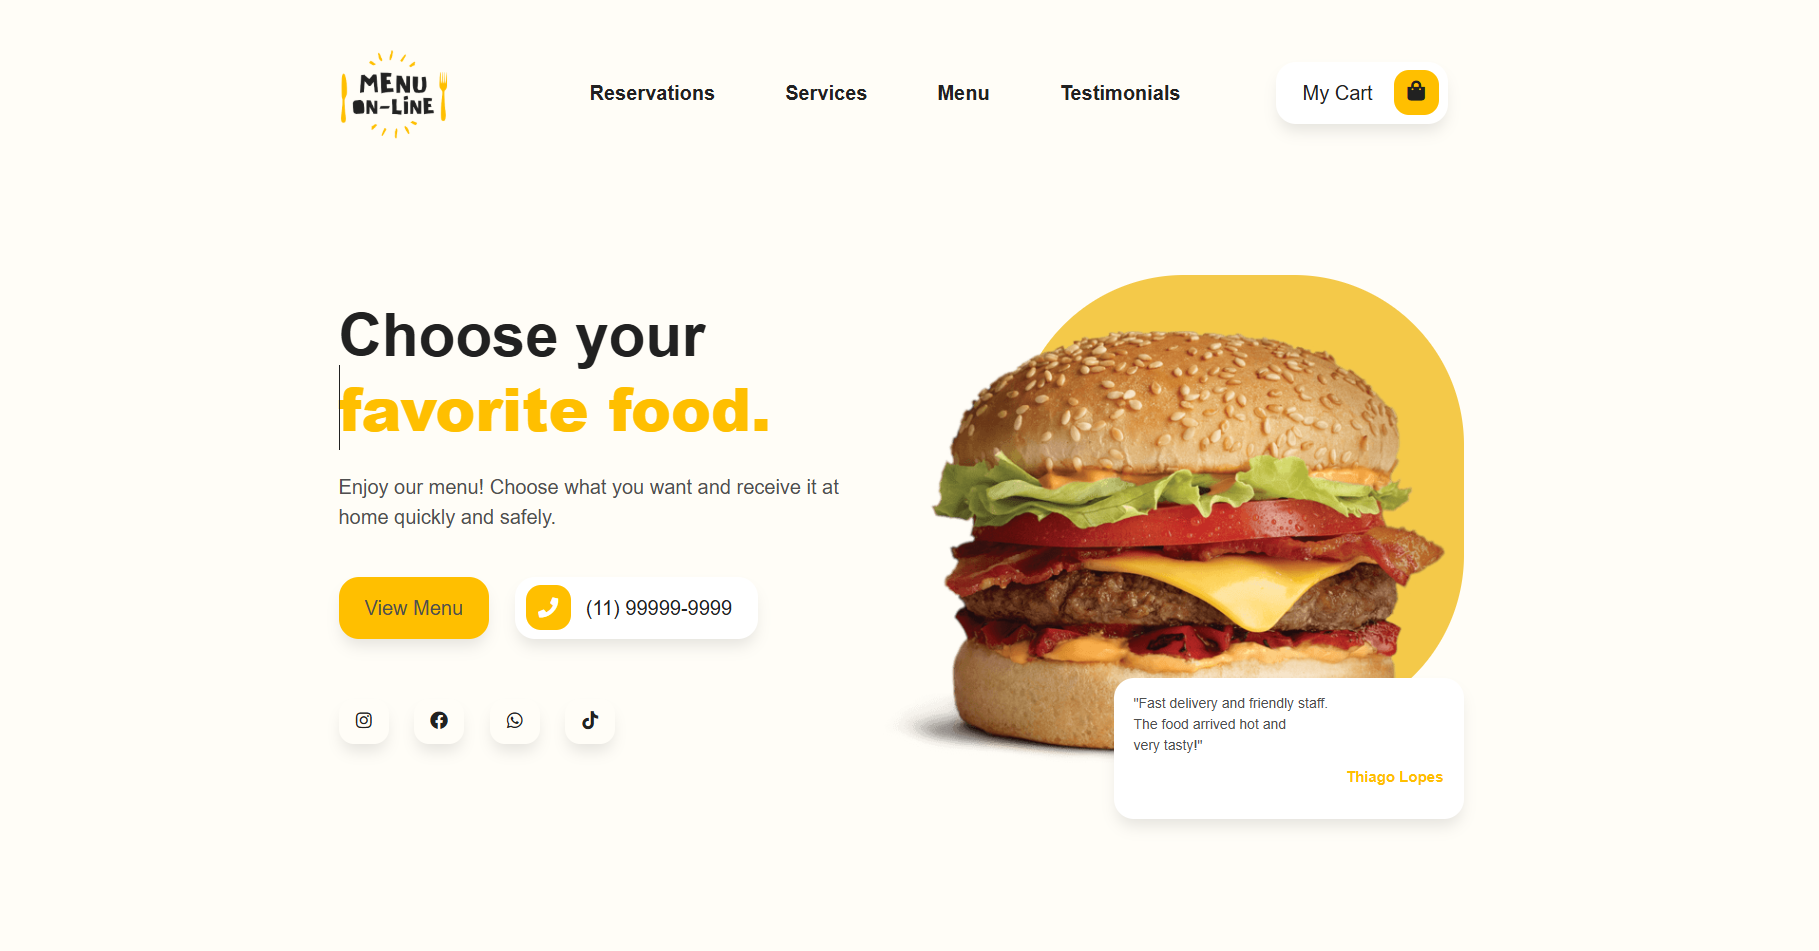 MENU
ON-LiNE
Reservations
Services
Menu
Testimonials
My Cart
Choose your
favorite food.
Enjoy our menu! Choose what you want and receive it at
home quickly and safely.
View Menu
(11) 99999-9999
"Fast delivery and friendly staff.
The food arrived hot and
very tasty!"
Thiago Lopes